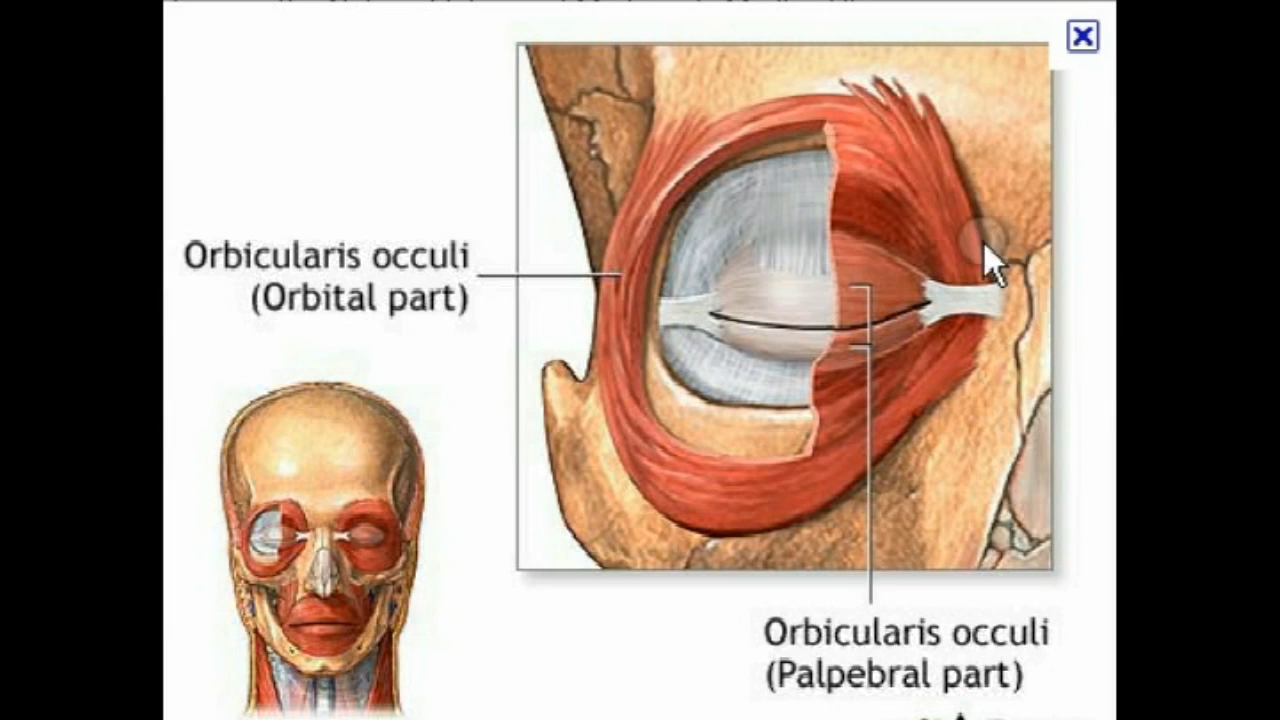 Orbicularis occuli
(Orbital part)
Orbicularis occuli
(Palpebral part)